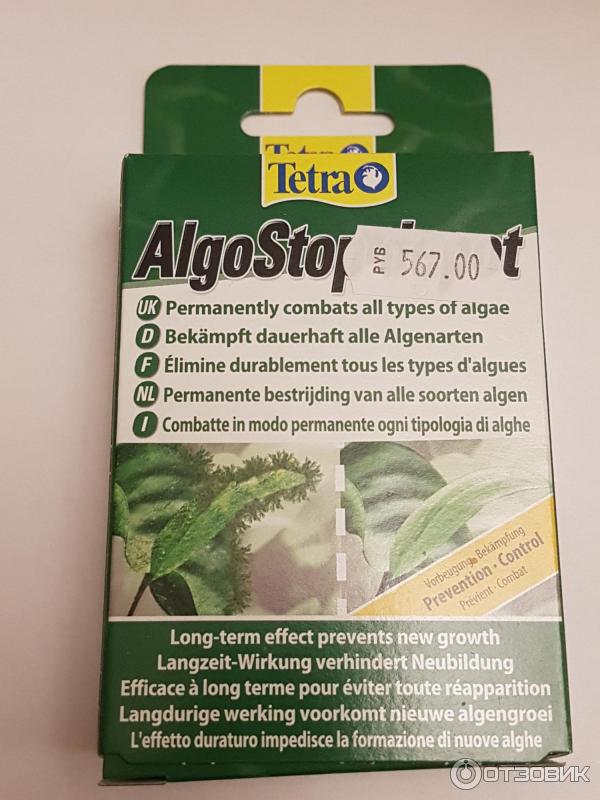 Tetra
Tetra
AlgoStop
РУБ 567.00
UK Permanently combats all types of algae
D Bekämpft dauerhaft alle Algenarten
F Élimine durablement tous les types d'algues
NL Permanente bestrijding van alle soorten algen
I Combatte in modo permanente ogni tipologia di alghe
Vorbeugung · Bekämpfung
Prevention · Control
Prévient · Combat
Long-term effect prevents new growth
Langzeit-Wirkung verhindert Neubildung
Efficace à long terme pour éviter toute réapparition
Langdurige werking voorkomt nieuwe algengroei
L'effetto duraturo impedisce la formazione di nuove alghe
ОТЗОВИК